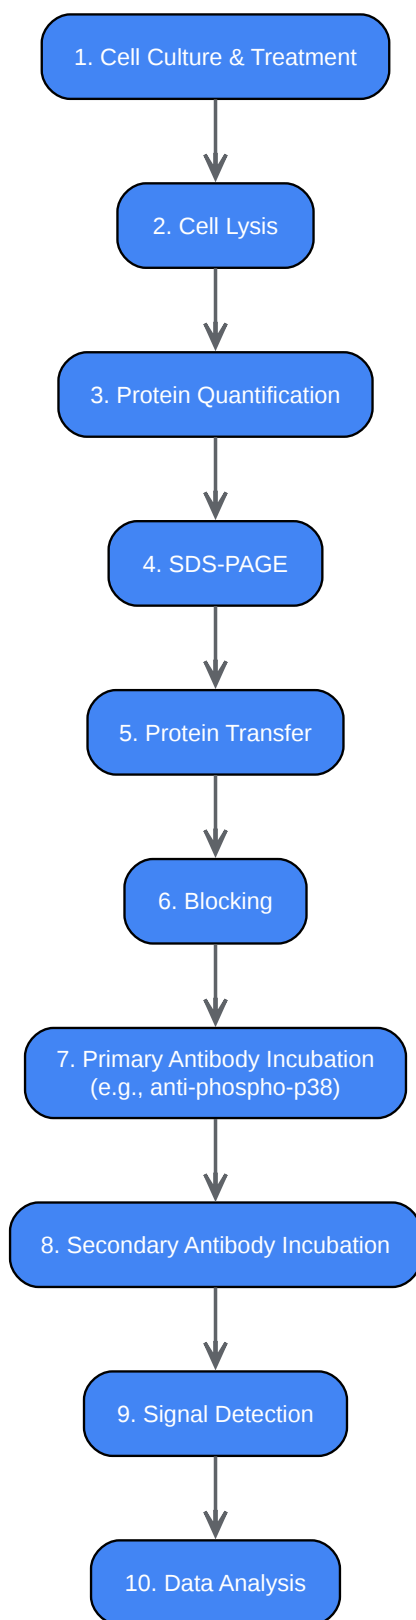 1. Cell Culture & Treatment
2. Cell Lysis
3. Protein Quantification
4. SDS-PAGE
5. Protein Transfer
6. Blocking
7. Primary Antibody Incubation
(e.g., anti-phospho-p38)
8. Secondary Antibody Incubation
9. Signal Detection
10. Data Analysis